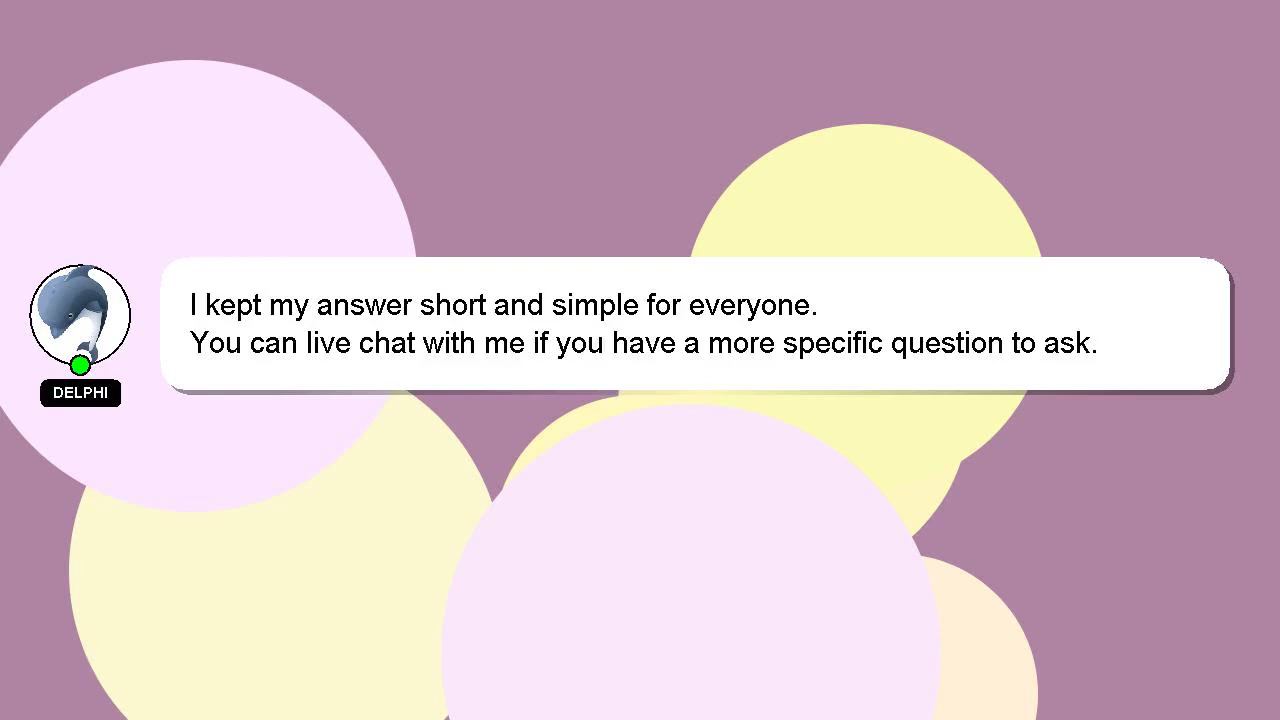 I kept my answer short and simple for everyone.
You can live chat with me if you have a more specific question to ask.
DELPHI